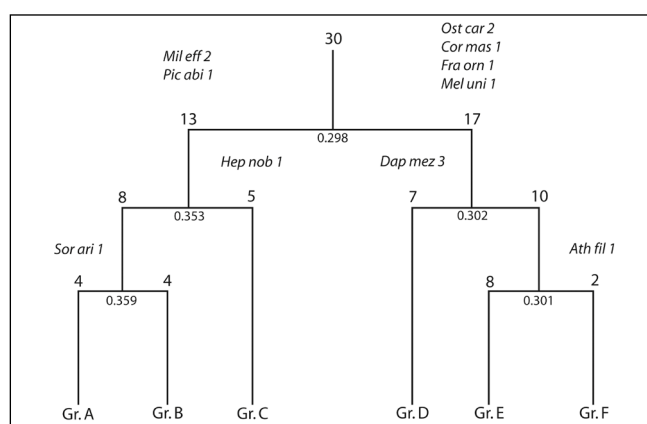 30
Mil eff 2
Pic abi 1
Ost car 2
Cor mas 1
Fra orn 1
Mel uni 1
13
17
0.298
Hep nob 1
Dap mez 3
8
5
7
10
0.353
0.302
Sor ari 1
Ath fil 1
4
4
8
2
0.359
0.301
Gr. A
Gr. B
Gr. C
Gr. D
Gr. E
Gr. F